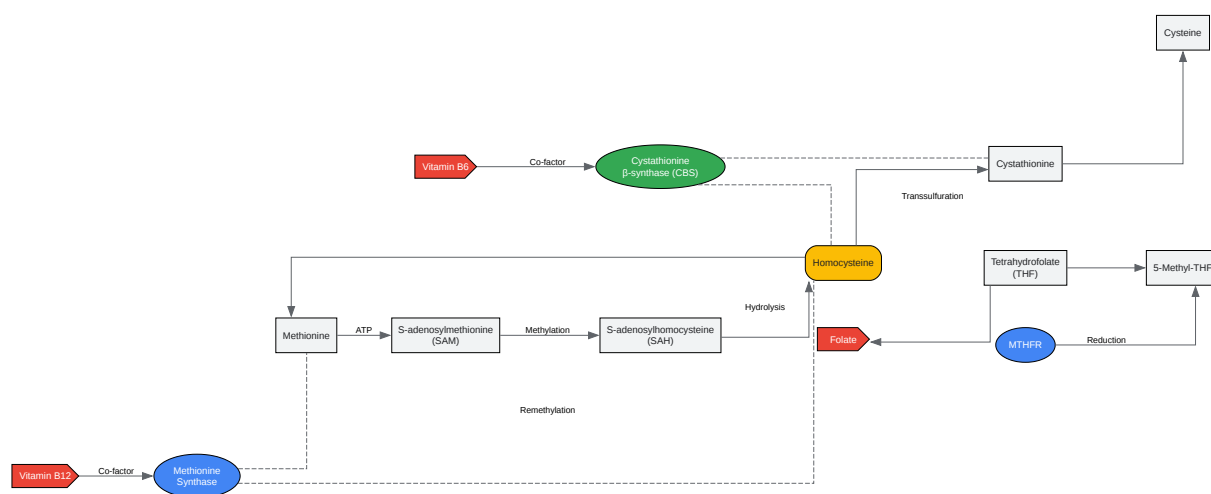 Cysteine
Vitamin B6
Co-factor
Cystathionine
β-synthase (CBS)
Cystathionine
Transsulfuration
Homocysteine
Tetrahydrofolate
(THF)
5-Methyl-THF
Hydrolysis
Methionine
ATP
S-adenosylmethionine
(SAM)
Methylation
S-adenosylhomocysteine
(SAH)
Folate
MTHFR
Reduction
Remethylation
Vitamin B12
Co-factor
Methionine
Synthase